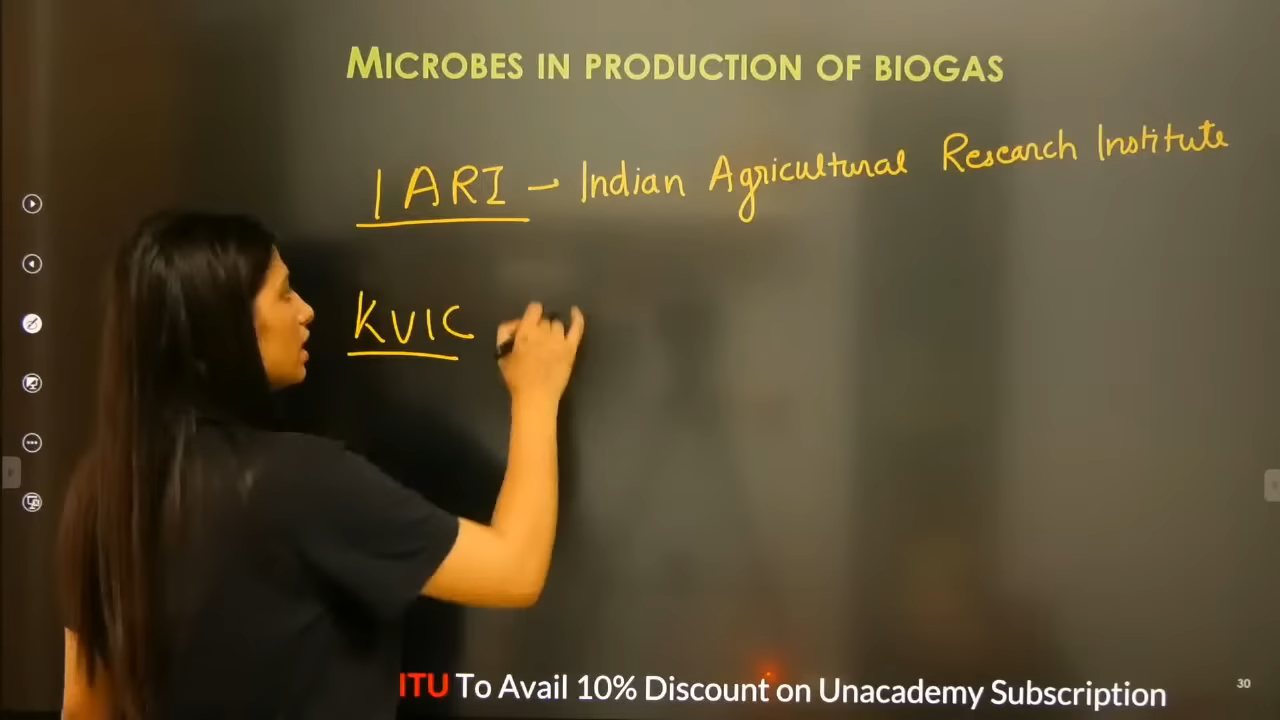 MICROBES IN PRODUCTION OF BIOGAS
IARI – Indian Agricultural Research Institute
KVIC
ITU To Avail 10% Discount on Unacademy Subscription
30